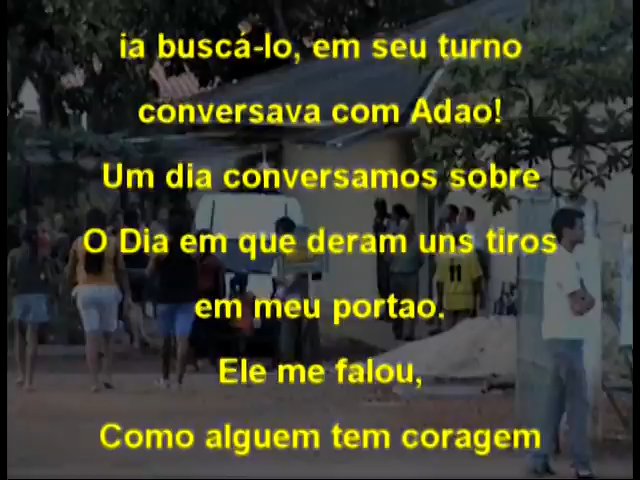 ia buscá-lo, em seu turno
conversava com Adao!
Um dia conversamos sobre
O Dia em que deram uns tiros
em meu portao.
Ele me falou,
Como alguem tem coragem
11